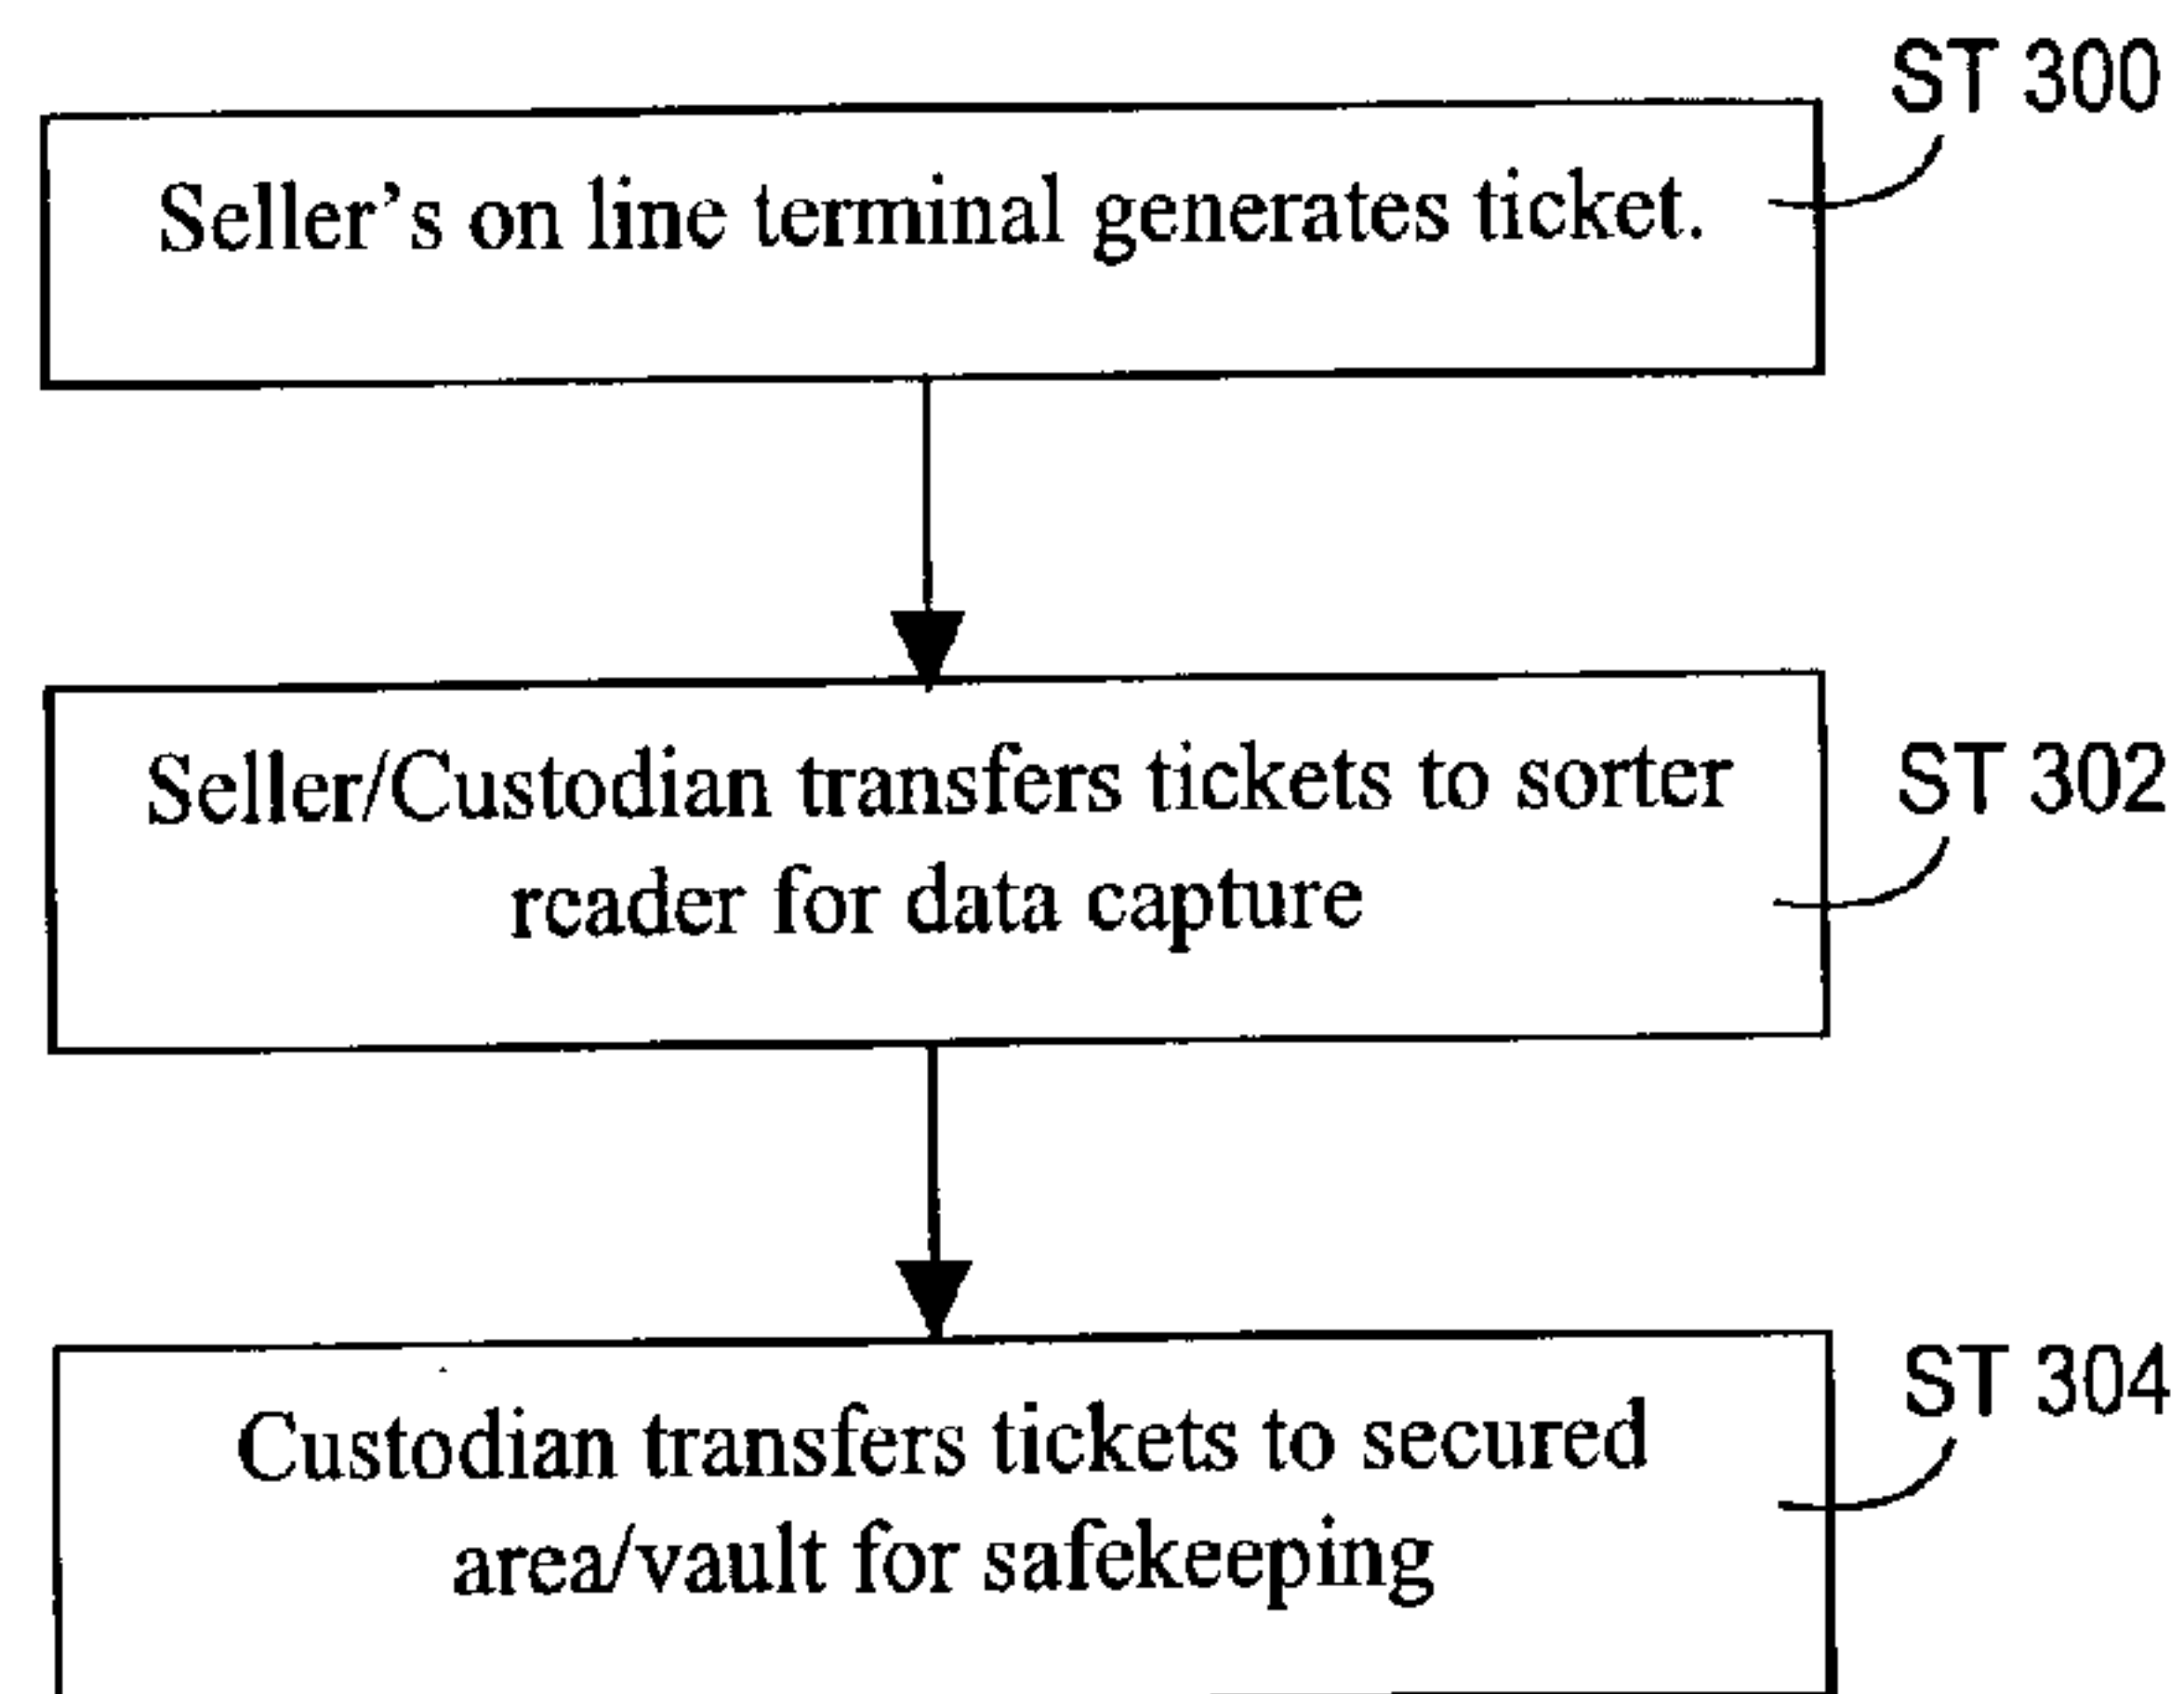 ST 300
Seller's on line terminal generates ticket.
Seller/Custodian transfers tickets to sorter
reader for data capture
ST 302
Custodian transfers tickets to secured
area/vault for safekeeping
ST 304